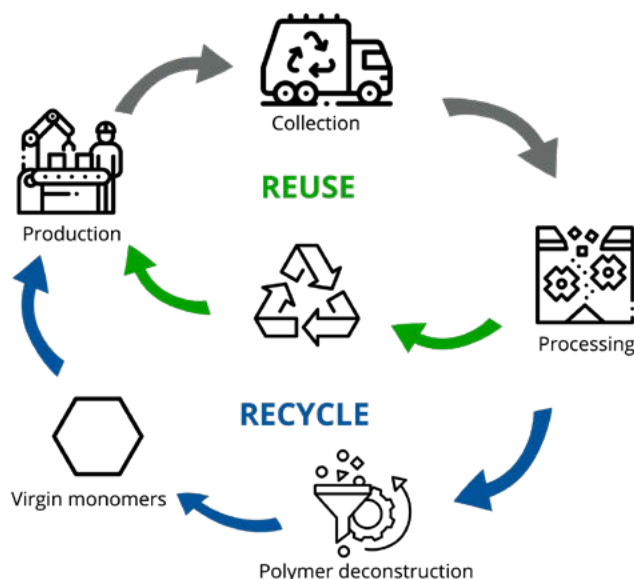 Collection
REUSE
Production
Processing
RECYCLE
Virgin monomers
Polymer deconstruction